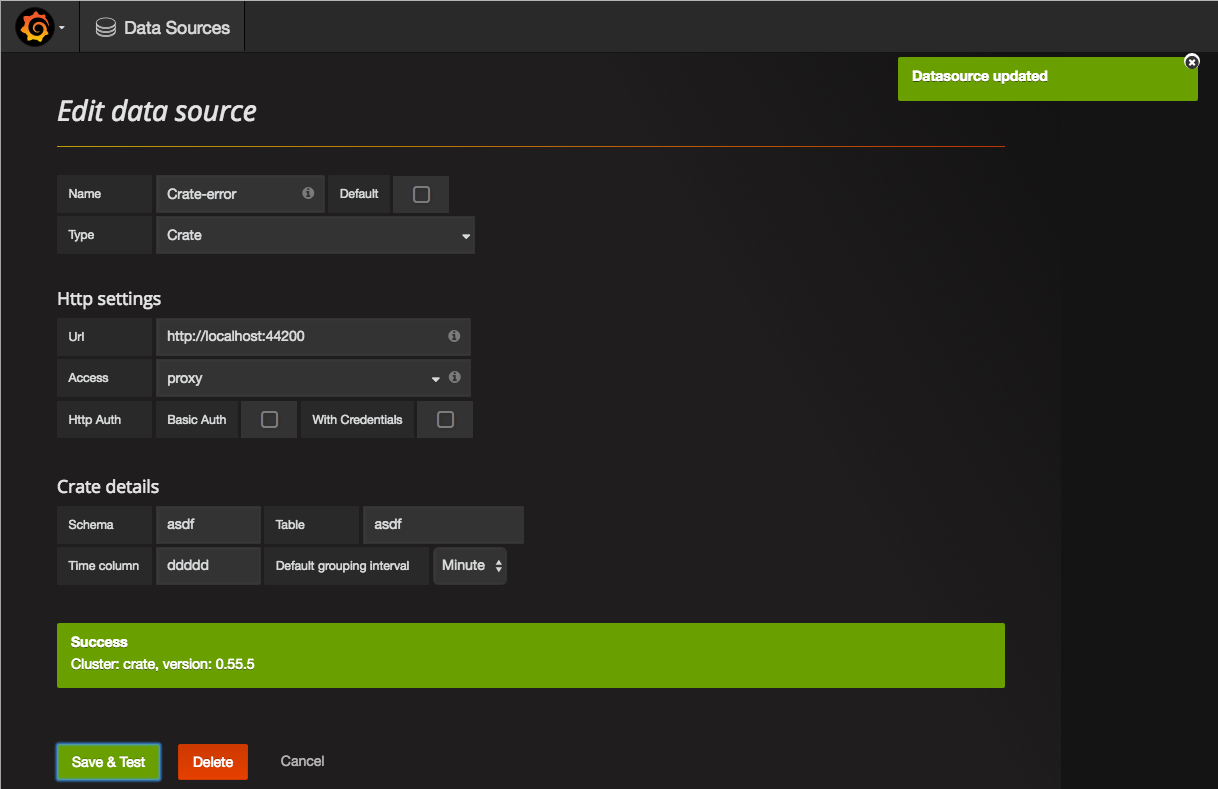 Data Sources
Datasource updated
Edit data source
Name Crate-error Default
Type Crate
Http settings
Url http://localhost:44200
Access proxy
Http Auth Basic Auth With Credentials
Crate details
Schema asdf Table asdf
Time column ddddd Default grouping interval Minute
Success
Cluster: crate, version: 0.55.5
Save & Test Delete Cancel